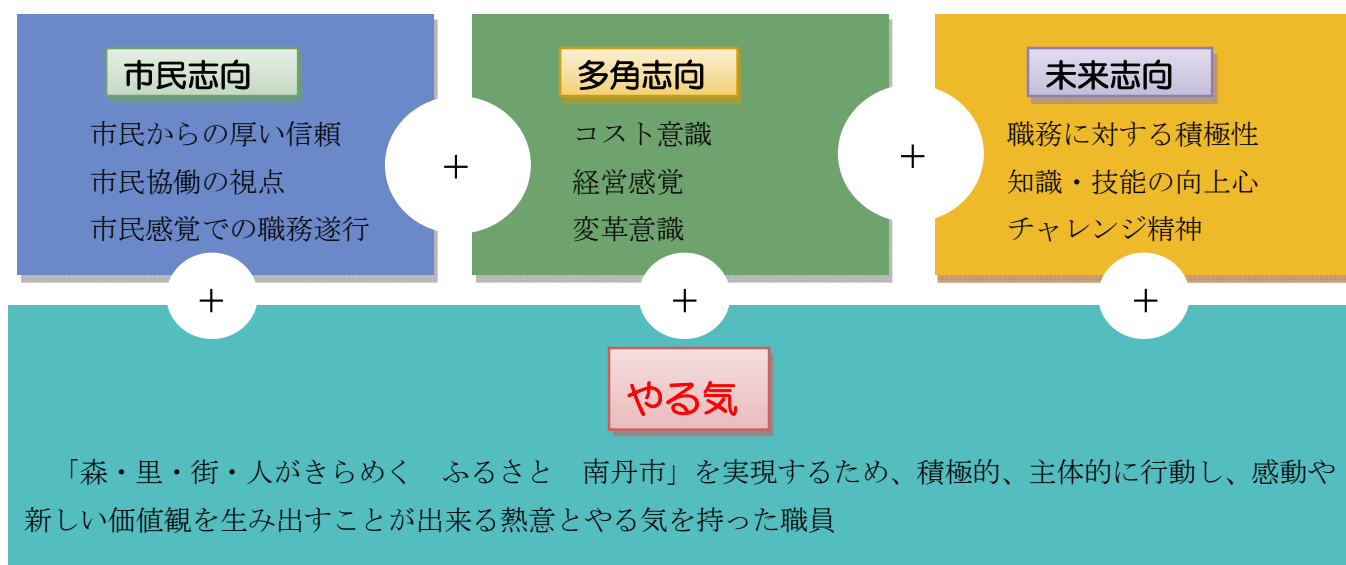 市民志向
市民からの厚い信頼
市民協働の視点
市民感覚での職務遂行
+
多角志向
コスト意識
経営感覚
変革意識
+
未来志向
職務に対する積極性
知識・技能の向上心
チャレンジ精神
+
+
+
やる気
「森・里・街・人がきらめく　ふるさと　南丹市」を実現するため、積極的、主体的に行動し、感動や
新しい価値観を生み出すことが出来る熱意とやる気を持った職員